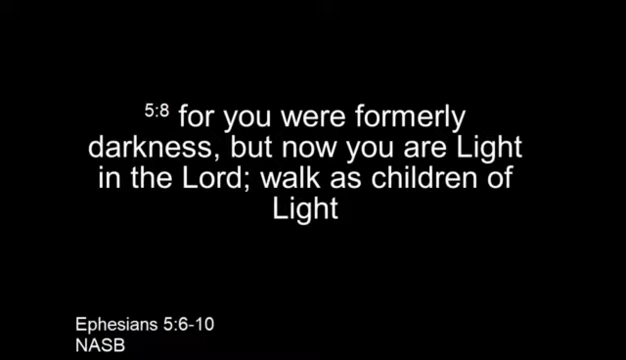 5:8 for you were formerly
darkness, but now you are Light
in the Lord; walk as children of
Light
Ephesians 5:6-10
NASB